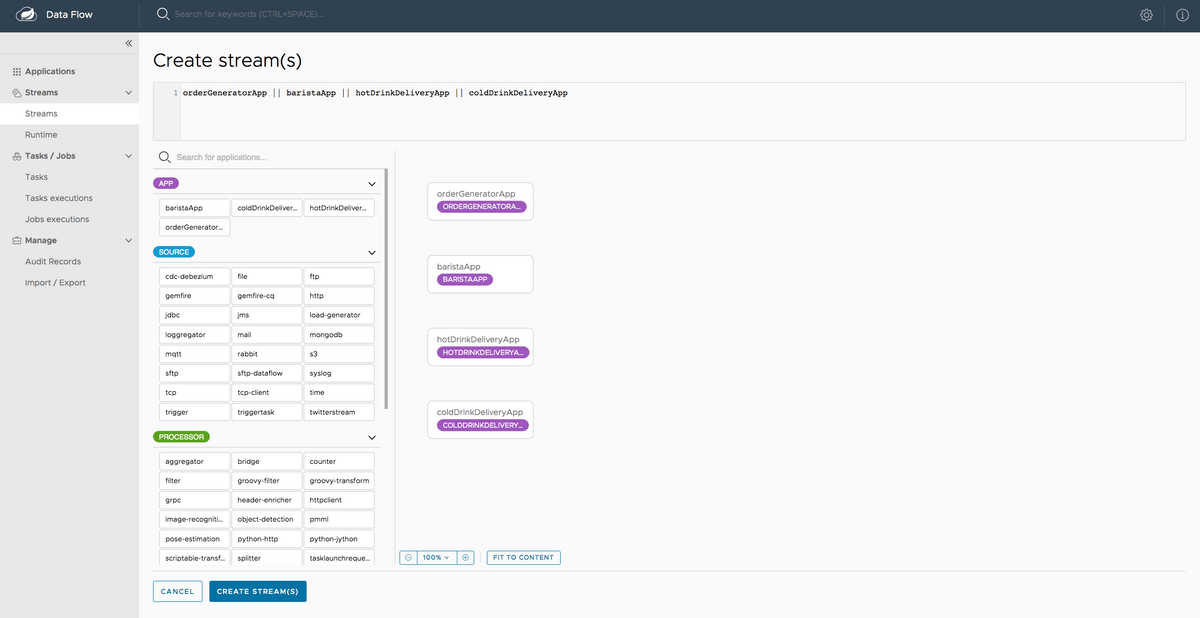 Data Flow
Search for keywords (CTRL+SPACE)...
Applications
Streams
Streams
Runtime
Tasks / Jobs
Tasks
Tasks executions
Jobs executions
Manage
Audit Records
Import / Export
Create stream(s)
1 orderGeneratorApp || baristaApp || hotDrinkDeliveryApp || coldDrinkDeliveryApp
Search for applications...
APP
baristaApp coldDrinkDeliver... hotDrinkDeliver...
orderGenerator...
SOURCE
cdc-debezium file ftp
gemfire gemfire-cq http
jdbc jms load-generator
loggregator mail mongodb
mqtt rabbit s3
sftp sftp-dataflow syslog
tcp tcp-client time
trigger triggertask twitterstream
PROCESSOR
aggregator bridge counter
filter groovy-filter groovy-transform
grpc header-enricher httpclient
image-recogniti... object-detection pmml
pose-estimation python-http python-jython
scriptable-transf... splitter tasklaunchreque...
orderGeneratorApp
ORDERGENERATORA...
baristaApp
BARISTAAPP
hotDrinkDeliveryApp
HOTDRINKDELIVERYA...
coldDrinkDeliveryApp
COLDDRINKDELIVERY...
100% FIT TO CONTENT
CANCEL CREATE STREAM(S)